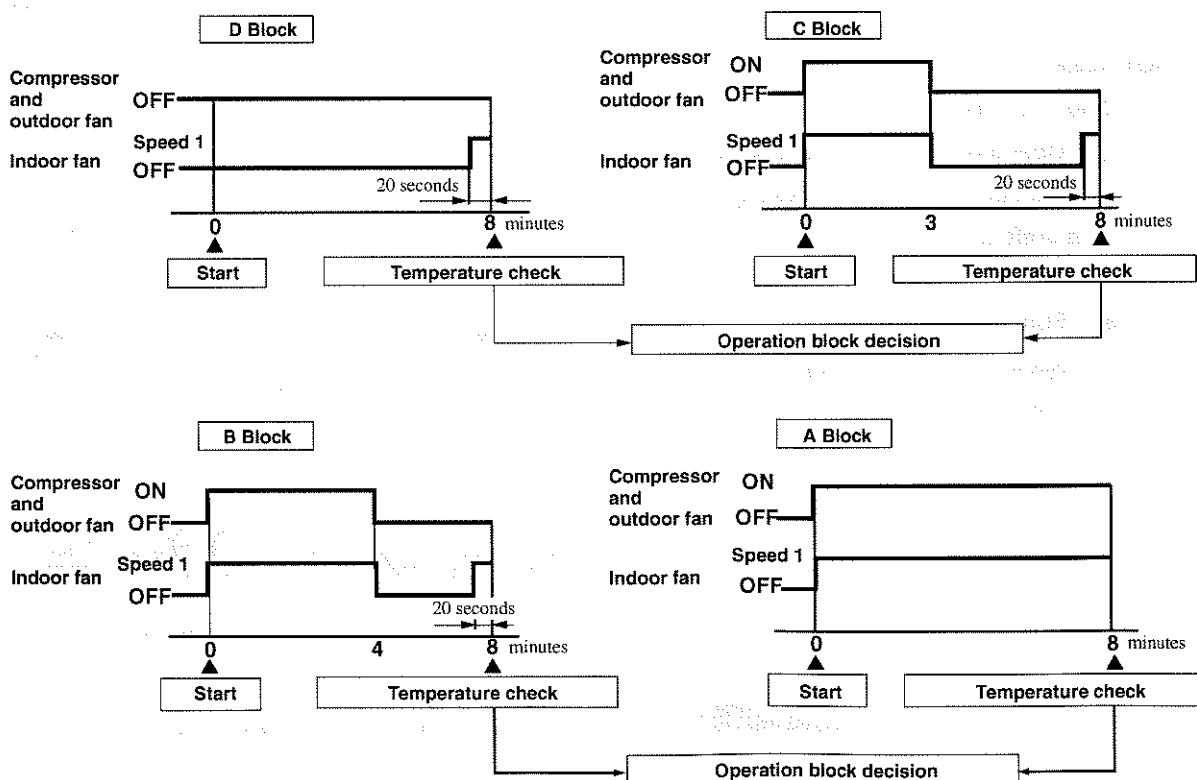 D Block
Compressor
and
outdoor fan
OFF
Speed 1
Indoor fan
OFF
20 seconds
0
8 minutes
Start
Temperature check
C Block
Compressor
and
outdoor fan
ON
OFF
Speed 1
Indoor fan
OFF
20 seconds
0
3
8 minutes
Start
Temperature check
Operation block decision
B Block
Compressor
and
outdoor fan
ON
OFF
Speed 1
Indoor fan
OFF
20 seconds
0
4
8 minutes
Start
Temperature check
A Block
Compressor
and
outdoor fan
ON
OFF
Speed 1
Indoor fan
OFF
0
8 minutes
Start
Temperature check
Operation block decision